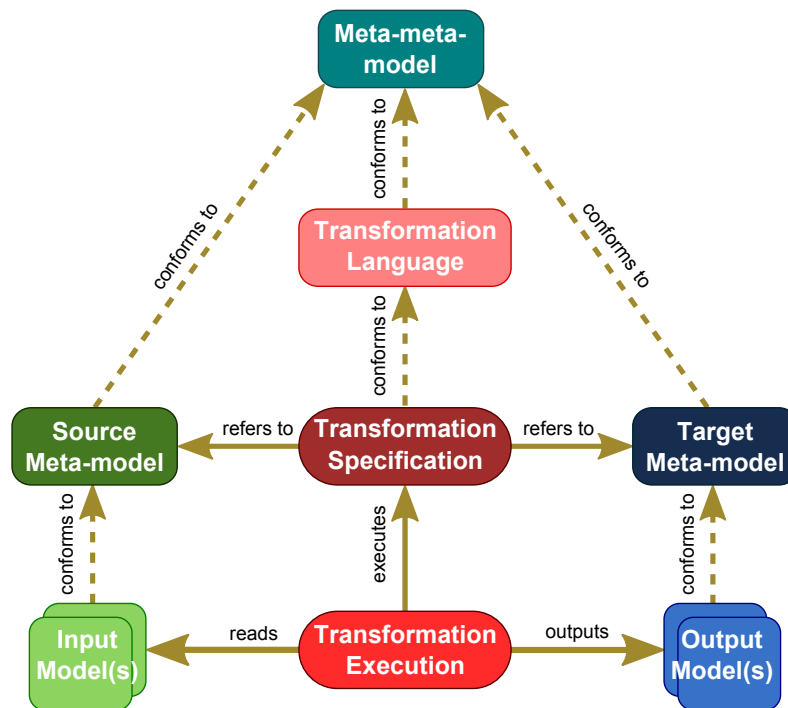 Meta-meta-
model
conforms to
conforms to
conforms to
Transformation
Language
conforms to
Source
Meta-model
refers to
Transformation
Specification
refers to
Target
Meta-model
conforms to
executes
conforms to
Input
Model(s)
reads
Transformation
Execution
outputs
Output
Model(s)